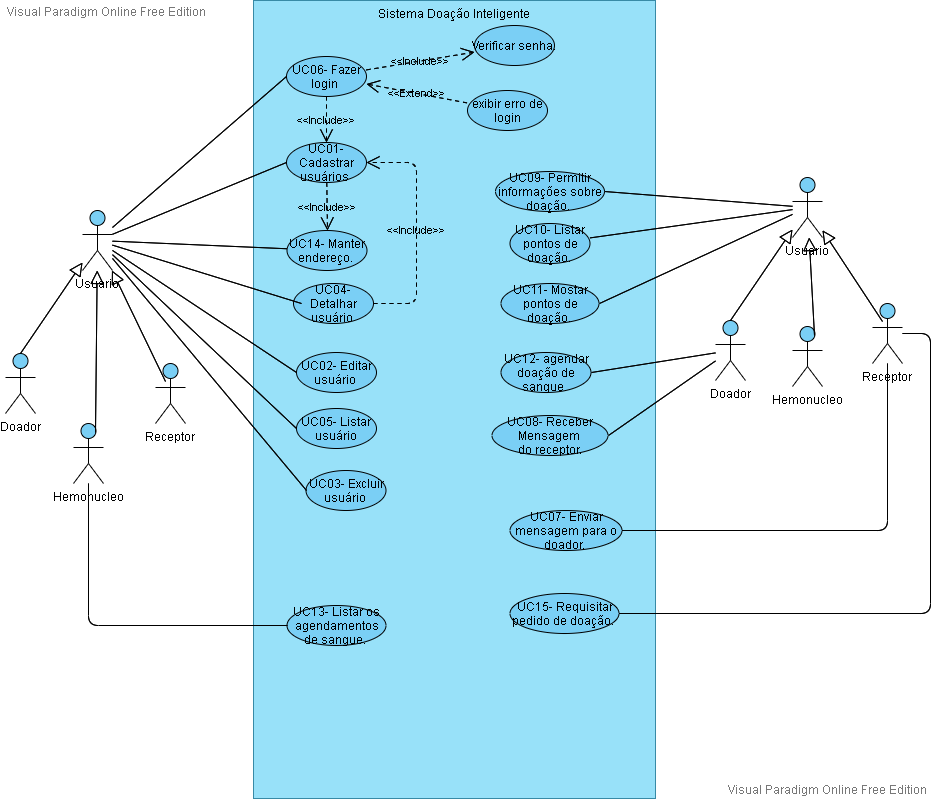 Visual Paradigm Online Free Edition
Sistema Doação Inteligente
Verificar senha.
<<Include>>
UC06- Fazer
login
<<Extend>>
exibir erro de
login
<<Include>>
UC01-
Cadastrar
usuários.
<<Include>>
UC14- Manter
endereço.
<<Include>>
UC04-
Detalhar
usuário
UC02- Editar
usuário
UC05- Listar
usuário
UC03- Excluir
usuário
UC13- Listar os
agendamentos
de sangue.
Usuário
Doador
Receptor
Hemonucleo
UC09- Permitir
informações sobre
doação.
UC10- Listar
pontos de
doação.
UC11- Mostar
pontos de
doação.
UC12- agendar
doação de
sangue.
UC08- Receber
Mensagem
do receptor.
UC07- Enviar
mensagem para o
doador.
UC15- Requisitar
pedido de doação.
Usuário
Doador
Hemonucleo
Receptor
Visual Paradigm Online Free Edition